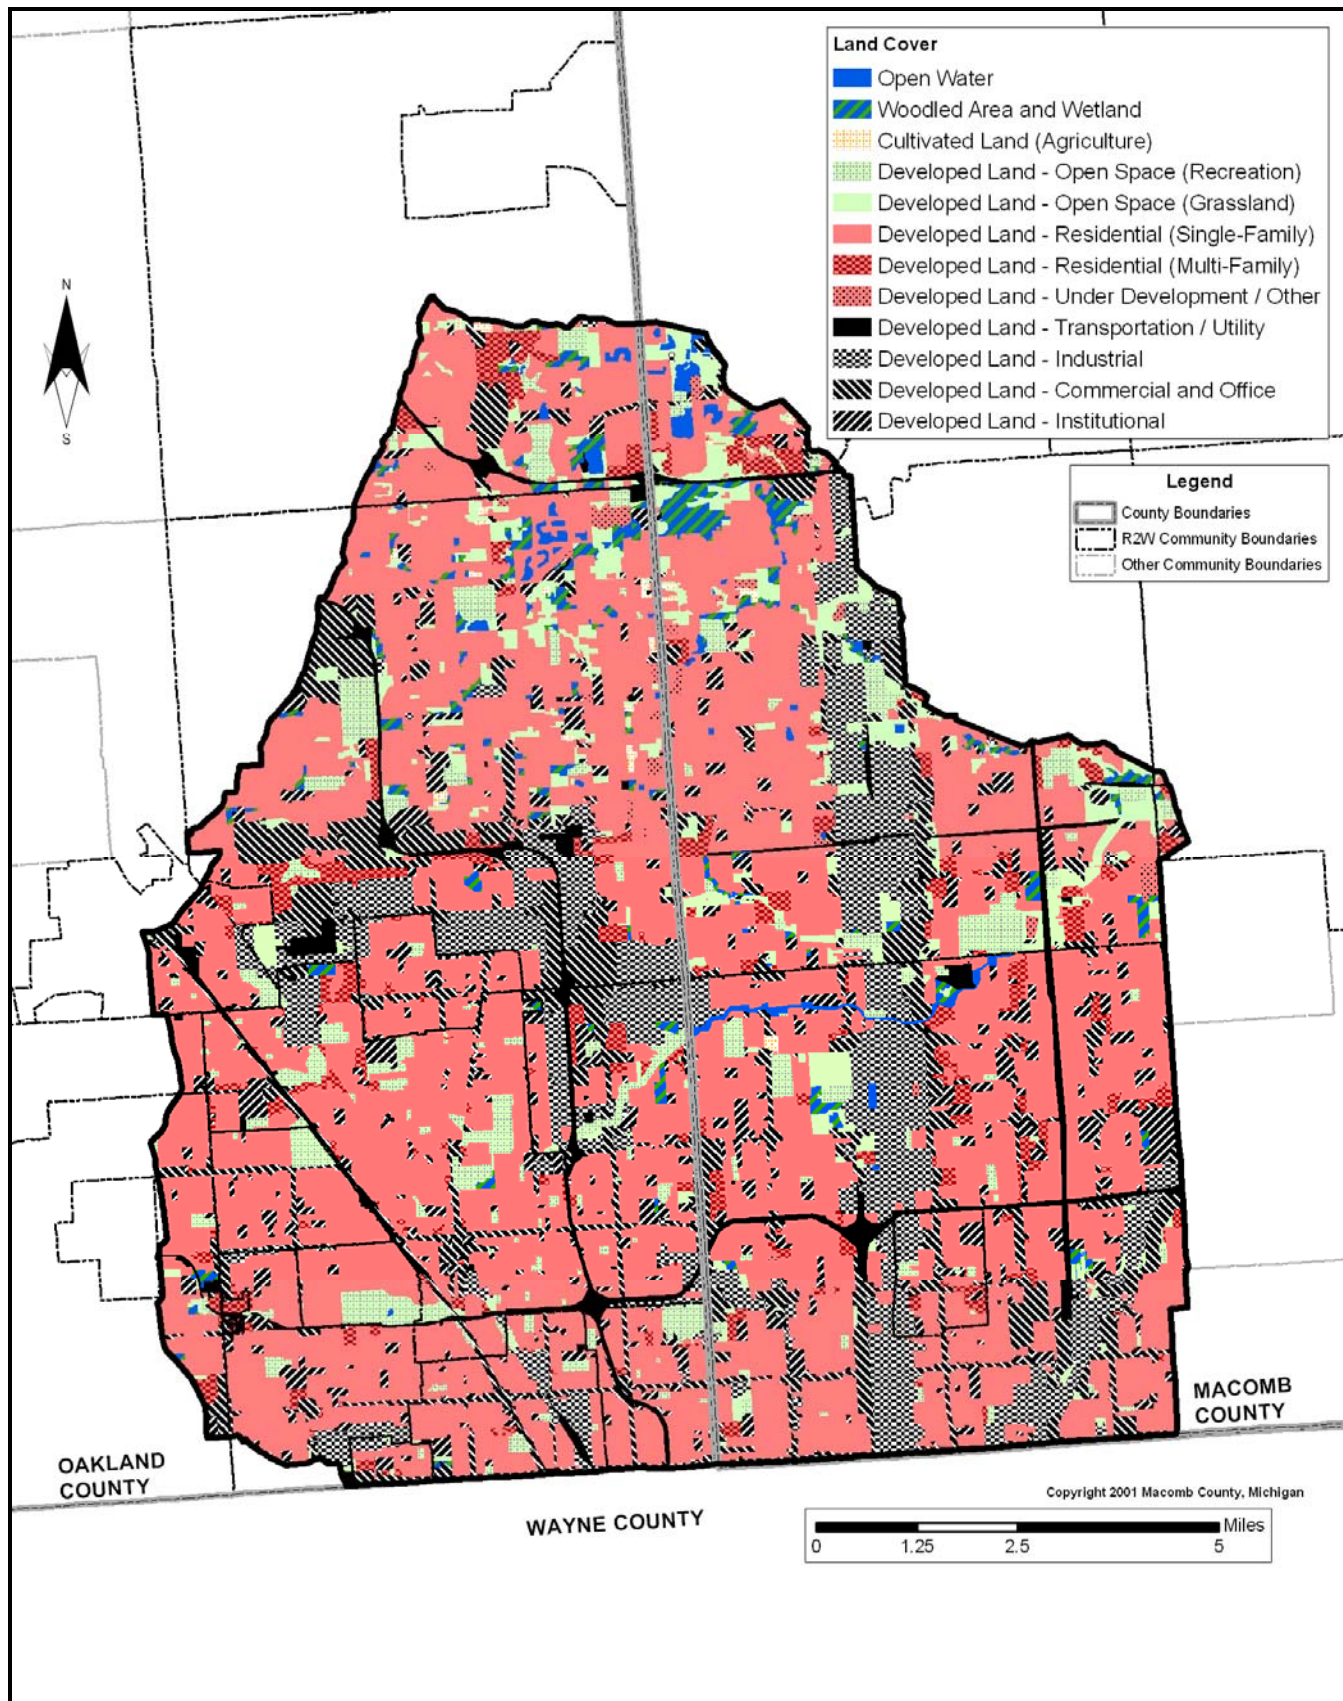 Land Cover
Open Water
Woodled Area and Wetland
Cultivated Land (Agriculture)
Developed Land - Open Space (Recreation)
Developed Land - Open Space (Grassland)
Developed Land - Residential (Single-Family)
Developed Land - Residential (Multi-Family)
Developed Land - Under Development / Other
Developed Land - Transportation / Utility
Developed Land - Industrial
Developed Land - Commercial and Office
Developed Land - Institutional
N
S
Legend
County Boundaries
R2W Community Boundaries
Other Community Boundaries
MACOMB
COUNTY
OAKLAND
COUNTY
WAYNE COUNTY
Copyright 2001 Macomb County, Michigan
Miles
0 1.25 2.5 5